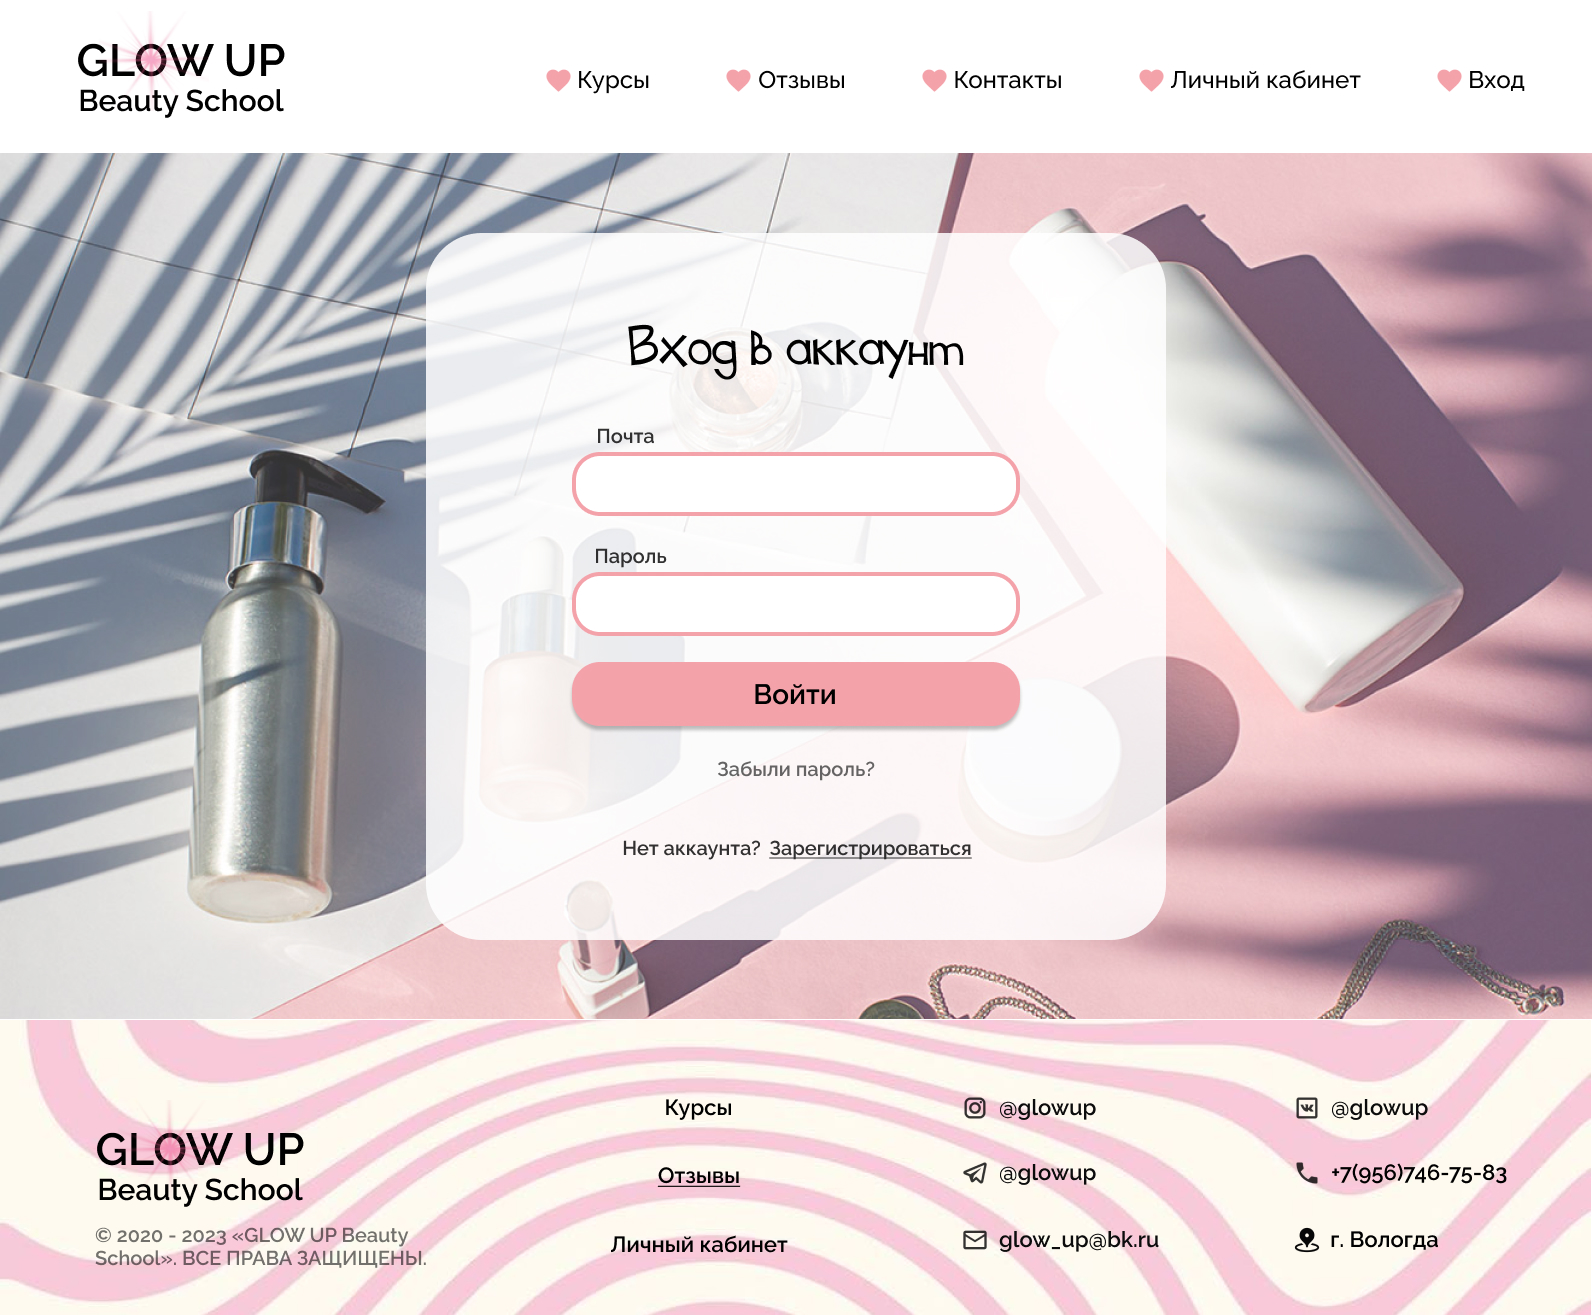 GLOW UP
Beauty School
Курсы
Отзывы
Контакты
Личный кабинет
Вход
Вход в аккаунт
Почта
Пароль
Войти
Забыли пароль?
Нет аккаунта? Зарегистрироваться
GLOW UP
Beauty School
© 2020 - 2023 «GLOW UP Beauty
School». ВСЕ ПРАВА ЗАЩИЩЕНЫ.
Курсы
Отзывы
Личный кабинет
@glowup
@glowup
glow_up@bk.ru
@glowup
+7(956)746-75-83
г. Вологда